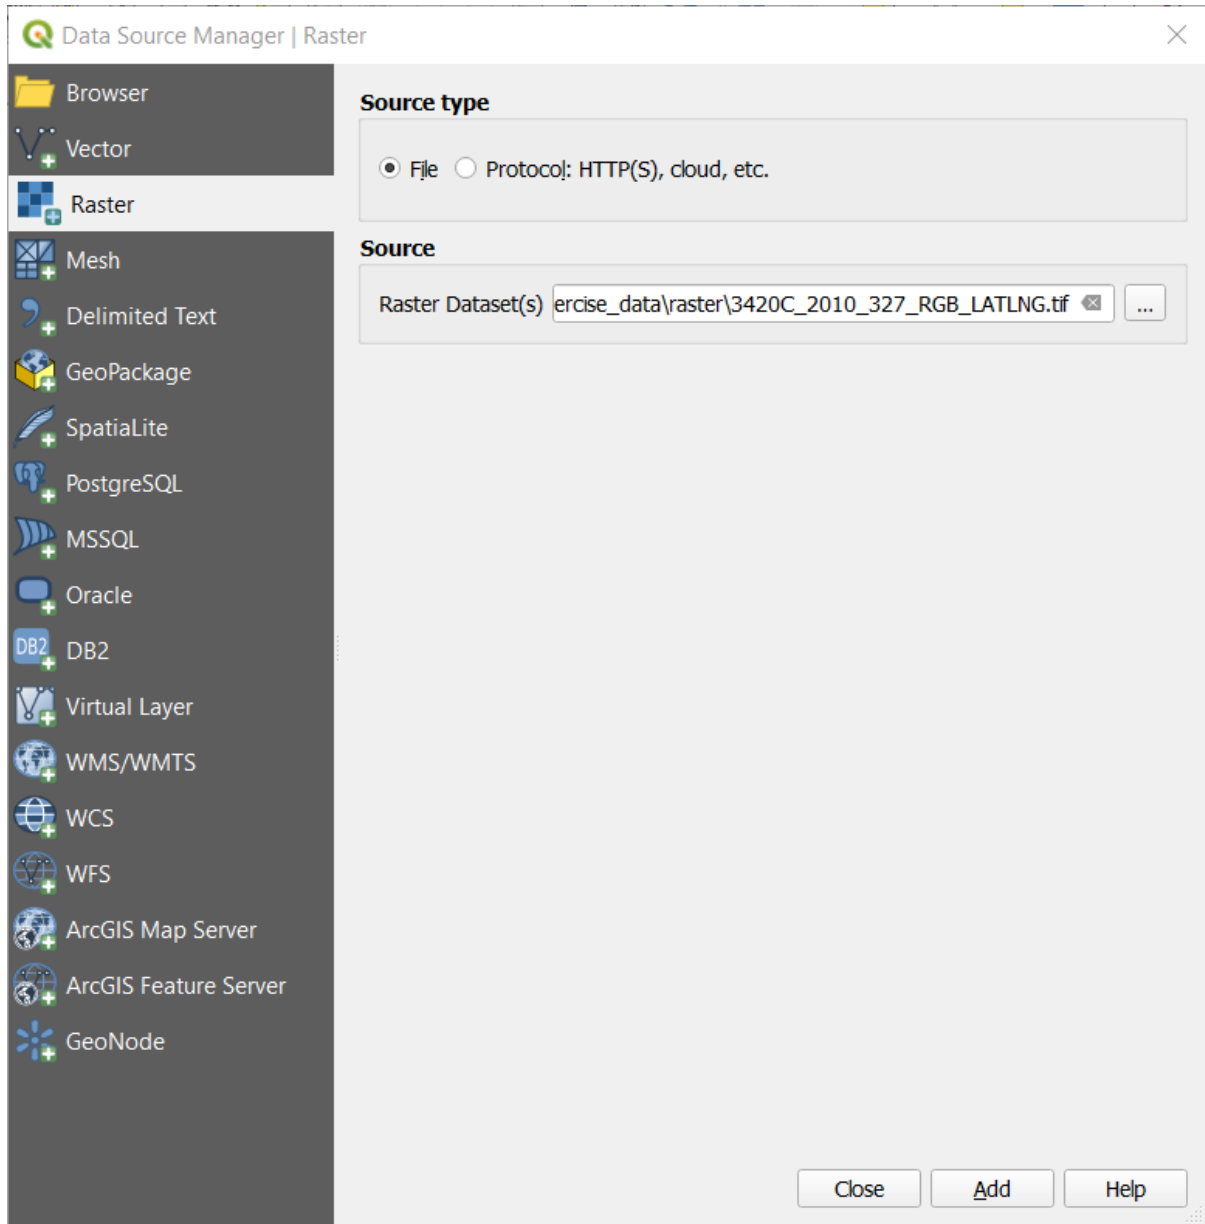 Data Source Manager | Raster
Browser
Vector
Raster
Mesh
Delimited Text
GeoPackage
SpatiaLite
PostgreSQL
MSSQL
Oracle
DB2 DB2
Virtual Layer
WMS/WMTS
WCS
WFS
ArcGIS Map Server
ArcGIS Feature Server
GeoNode
Source type
File Protocol: HTTP(S), cloud, etc.
Source
Raster Dataset(s) ercise_data\raster\3420C_2010_327_RGB_LATLNG.tif ...
Close Add Help